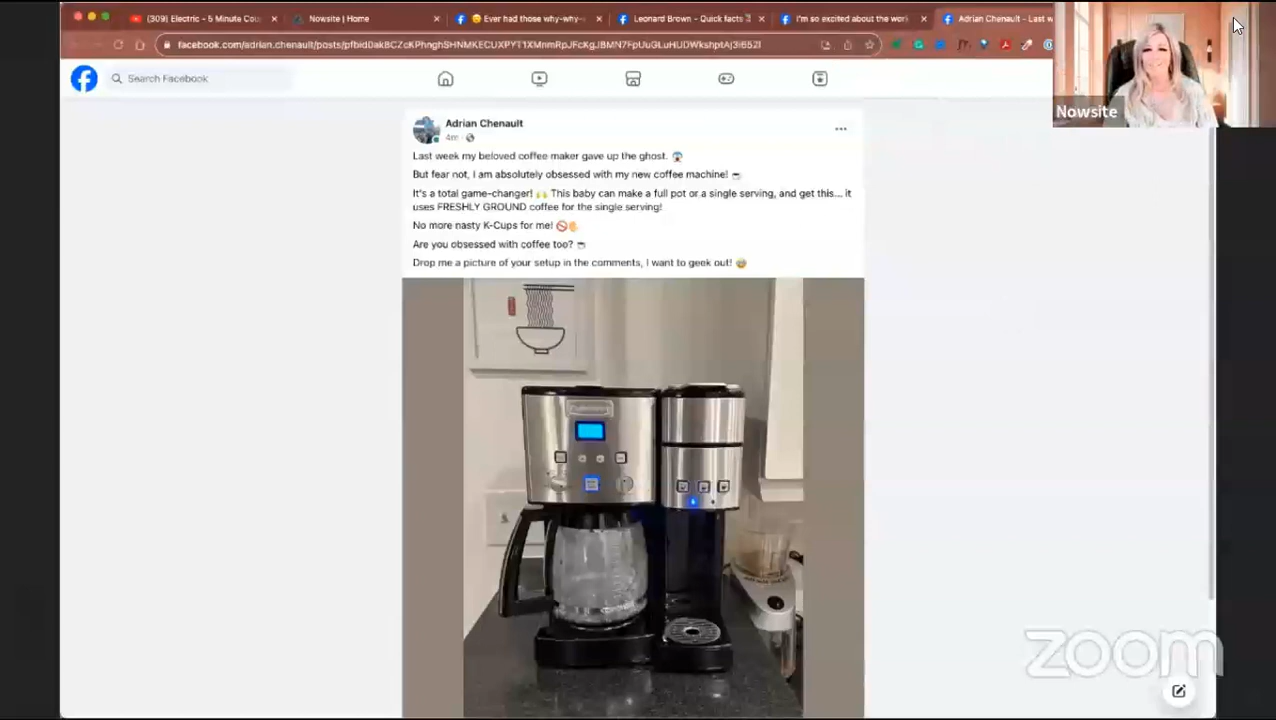 (309) Electric - 5 Minute Cou
Nowsite | Home
😮 Ever had those why-why-
Leonard Brown - Quick facts
I'm so excited about the wor
Adrian Chenault - Last w
Search Facebook
Nowsite
Adrian Chenault
4m
Last week my beloved coffee maker gave up the ghost. 😱
But fear not, I am absolutely obsessed with my new coffee machine! ☕
It's a total game-changer! 🙌 This baby can make a full pot or a single serving, and get this... it
uses FRESHLY GROUND coffee for the single serving!
No more nasty K-Cups for me! 🚫✋
Are you obsessed with coffee too? ☕
Drop me a picture of your setup in the comments, I want to geek out! 🤓
zoom